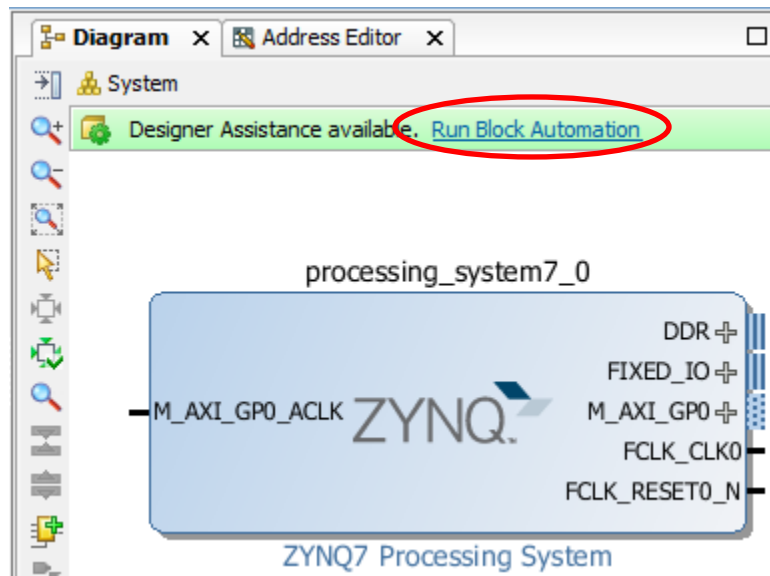 Diagram Address Editor
System
Designer Assistance available. Run Block Automation
processing_system7_0
DDR
FIXED_IO
M_AXI_GP0_ACLK ZYNQ. M_AXI_GP0
FCLK_CLK0
FCLK_RESET0_N
ZYNQ7 Processing System